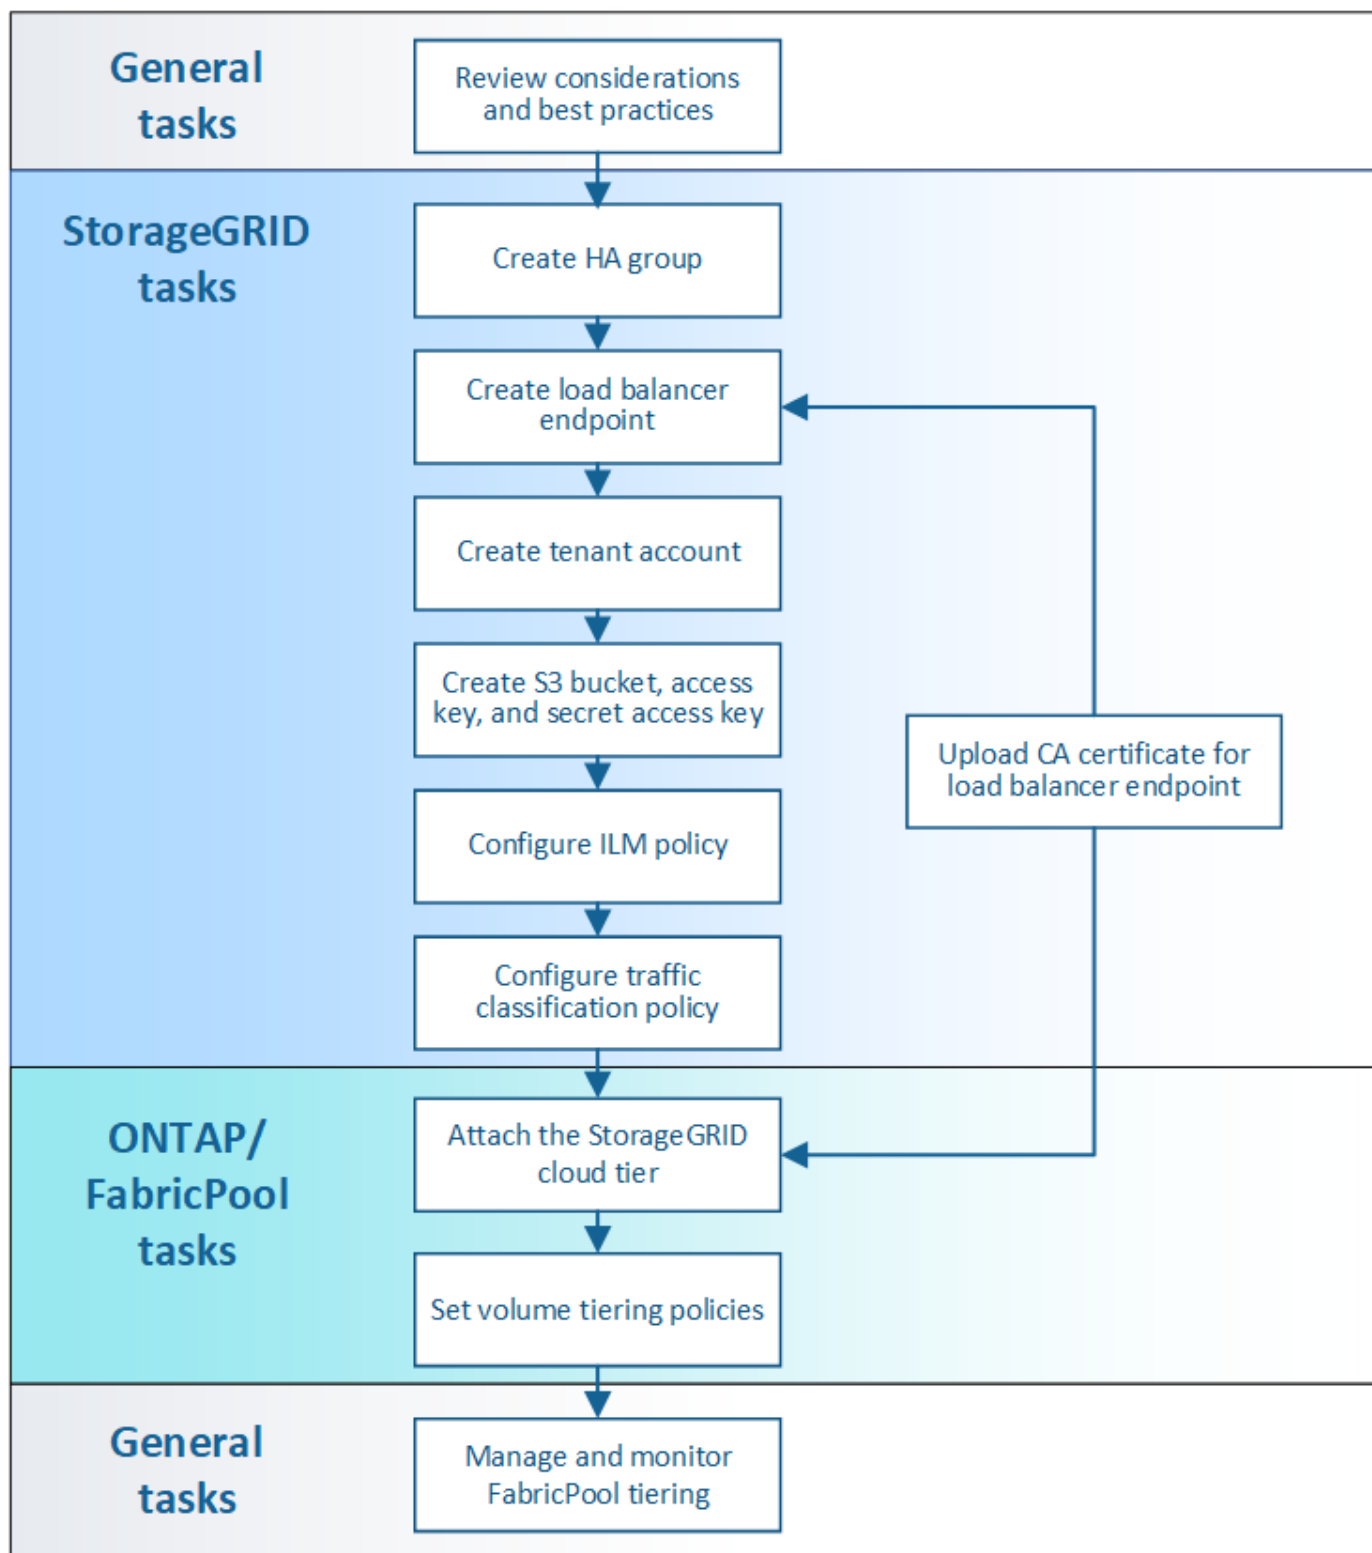 General
tasks
Review considerations
and best practices
StorageGRID
tasks
Create HA group
Create load balancer
endpoint
Create tenant account
Create S3 bucket, access
key, and secret access key
Upload CA certificate for
load balancer endpoint
Configure ILM policy
Configure traffic
classification policy
ONTAP/
FabricPool
tasks
Attach the StorageGRID
cloud tier
Set volume tiering policies
General
tasks
Manage and monitor
FabricPool tiering